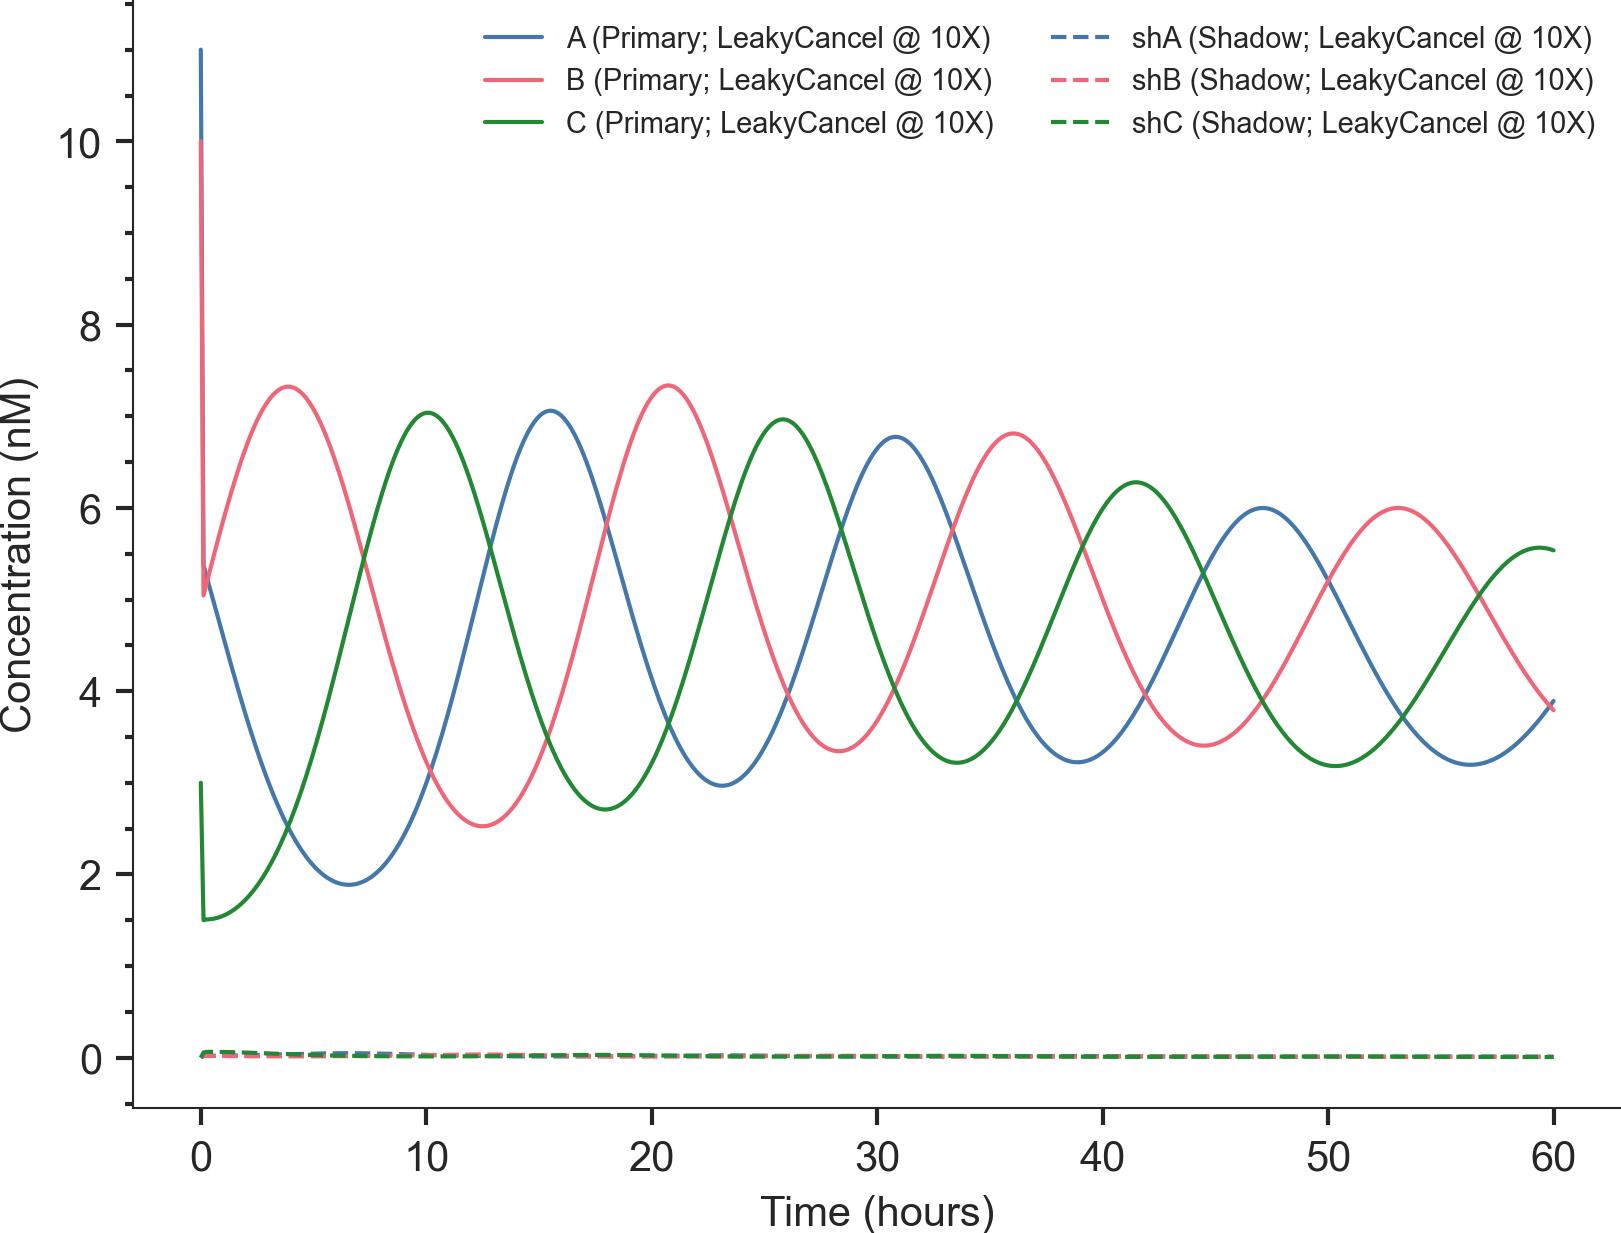 A (Primary; LeakyCancel @ 10X)
B (Primary; LeakyCancel @ 10X)
C (Primary; LeakyCancel @ 10X)
shA (Shadow; LeakyCancel @ 10X)
shB (Shadow; LeakyCancel @ 10X)
shC (Shadow; LeakyCancel @ 10X)
Concentration (nM)
10
8
6
4
2
0
0 10 20 30 40 50 60
Time (hours)